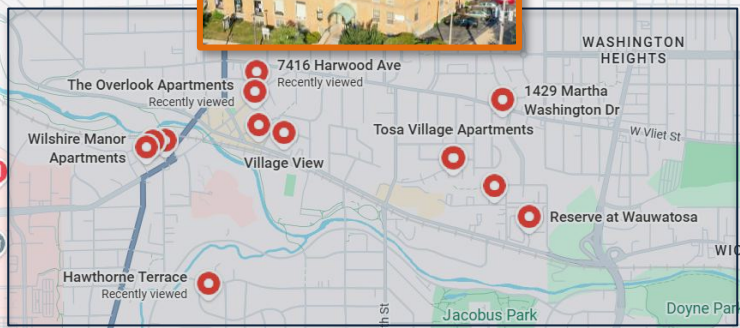 WASHINGTON
HEIGHTS
7416 Harwood Ave
Recently viewed
The Overlook Apartments
Recently viewed
1429 Martha
Washington Dr
Tosa Village Apartments
W Vliet St
Wilshire Manor
Apartments
Village View
Reserve at Wauwatosa
Hawthorne Terrace
Recently viewed
Jacobus Park